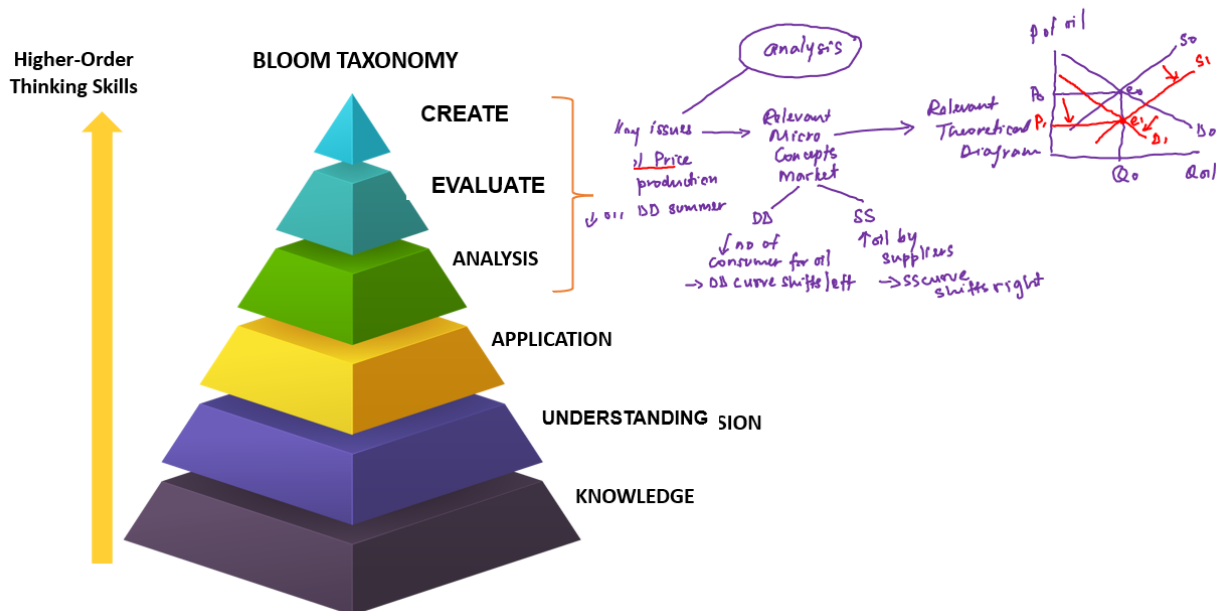 Higher-Order
Thinking Skills
BLOOM TAXONOMY
CREATE
EVALUATE
ANALYSIS
APPLICATION
UNDERSTANDING SION
KNOWLEDGE
analysis
Key issues
Price
production
↓ oil DD summer
Relevant
Micro
Concepts
Market
DD
↓ no of
consumer for oil
→ DD curve shifts left
SS
↑ oil by
suppliers
→ SS curve
shifts right
Relevant
Theoretical
Diagram
P of oil
S0
S1
P0
e0
P1
e1
D1
D0
Q0
Qoil